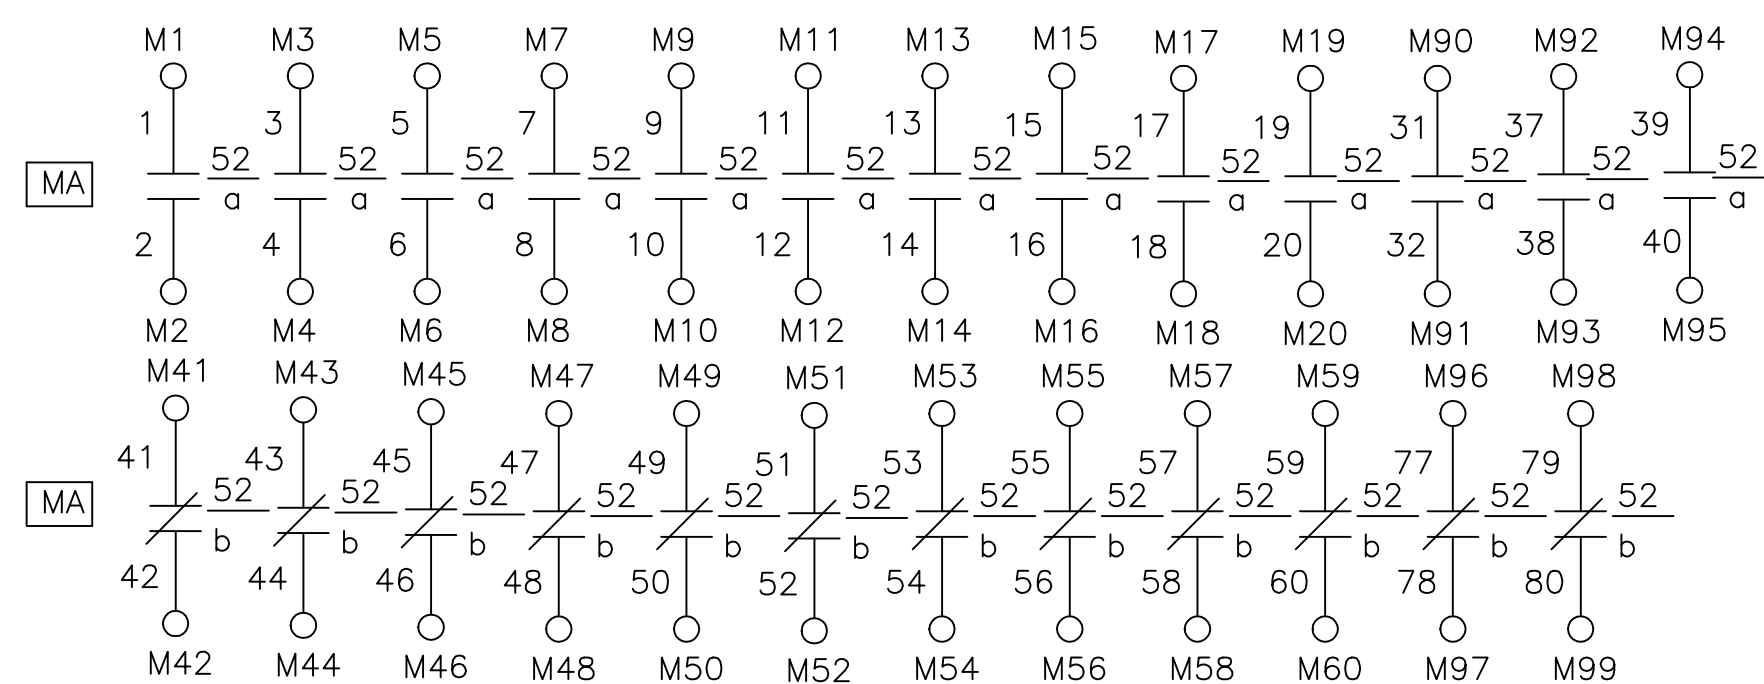 M1 M3 M5 M7 M9 M11 M13 M15 M17 M19 M90 M92 M94
1 3 5 7 9 11 13 15 17 19 31 37 39
52 52 52 52 52 52 52 52 52 52 52 52 52
MA
a a a a a a a a a a a a a
2 4 6 8 10 12 14 16 18 20 32 38 40
M2 M4 M6 M8 M10 M12 M14 M16 M18 M20 M91 M93 M95
M41 M43 M45 M47 M49 M51 M53 M55 M57 M59 M96 M98
41 43 45 47 49 51 53 55 57 59 77 79
52 52 52 52 52 52 52 52 52 52 52 52
MA
b b b b b b b b b b b b
42 44 46 48 50 52 54 56 58 60 78 80
M42 M44 M46 M48 M50 M52 M54 M56 M58 M60 M97 M99